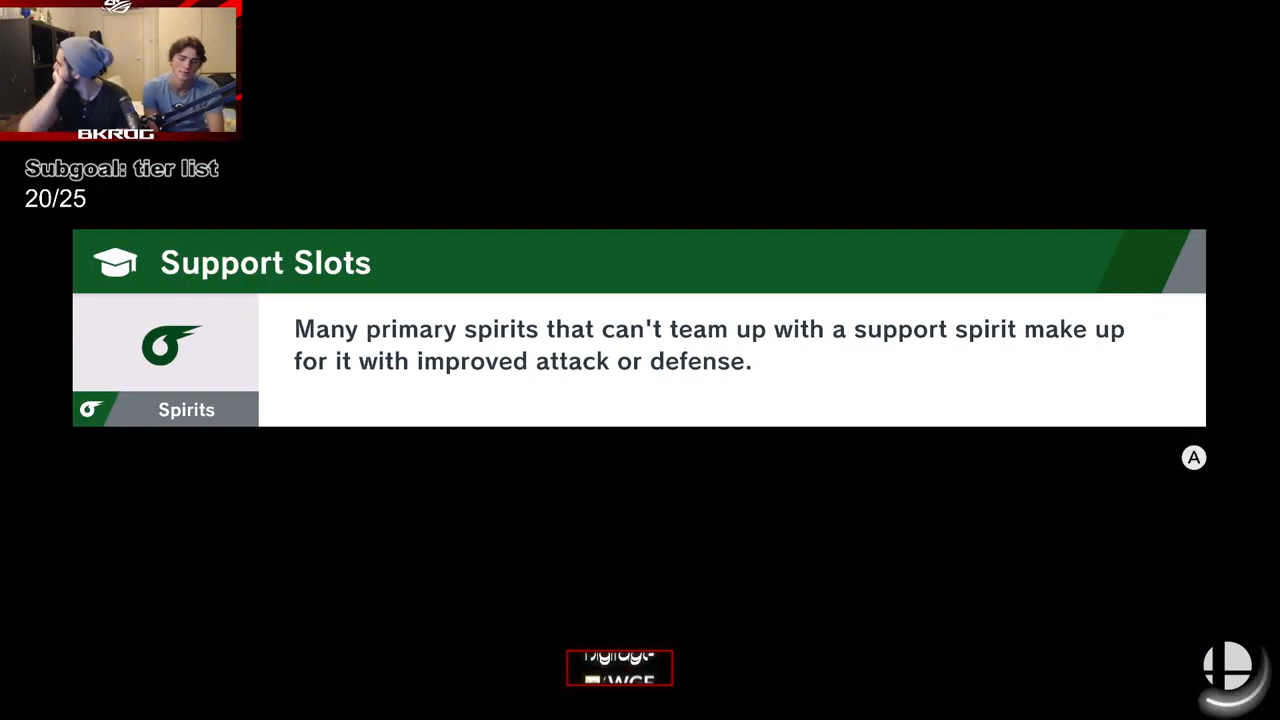 BKROG
Subgoal: tier list
20/25
Support Slots
Many primary spirits that can't team up with a support spirit make up
for it with improved attack or defense.
Spirits
A